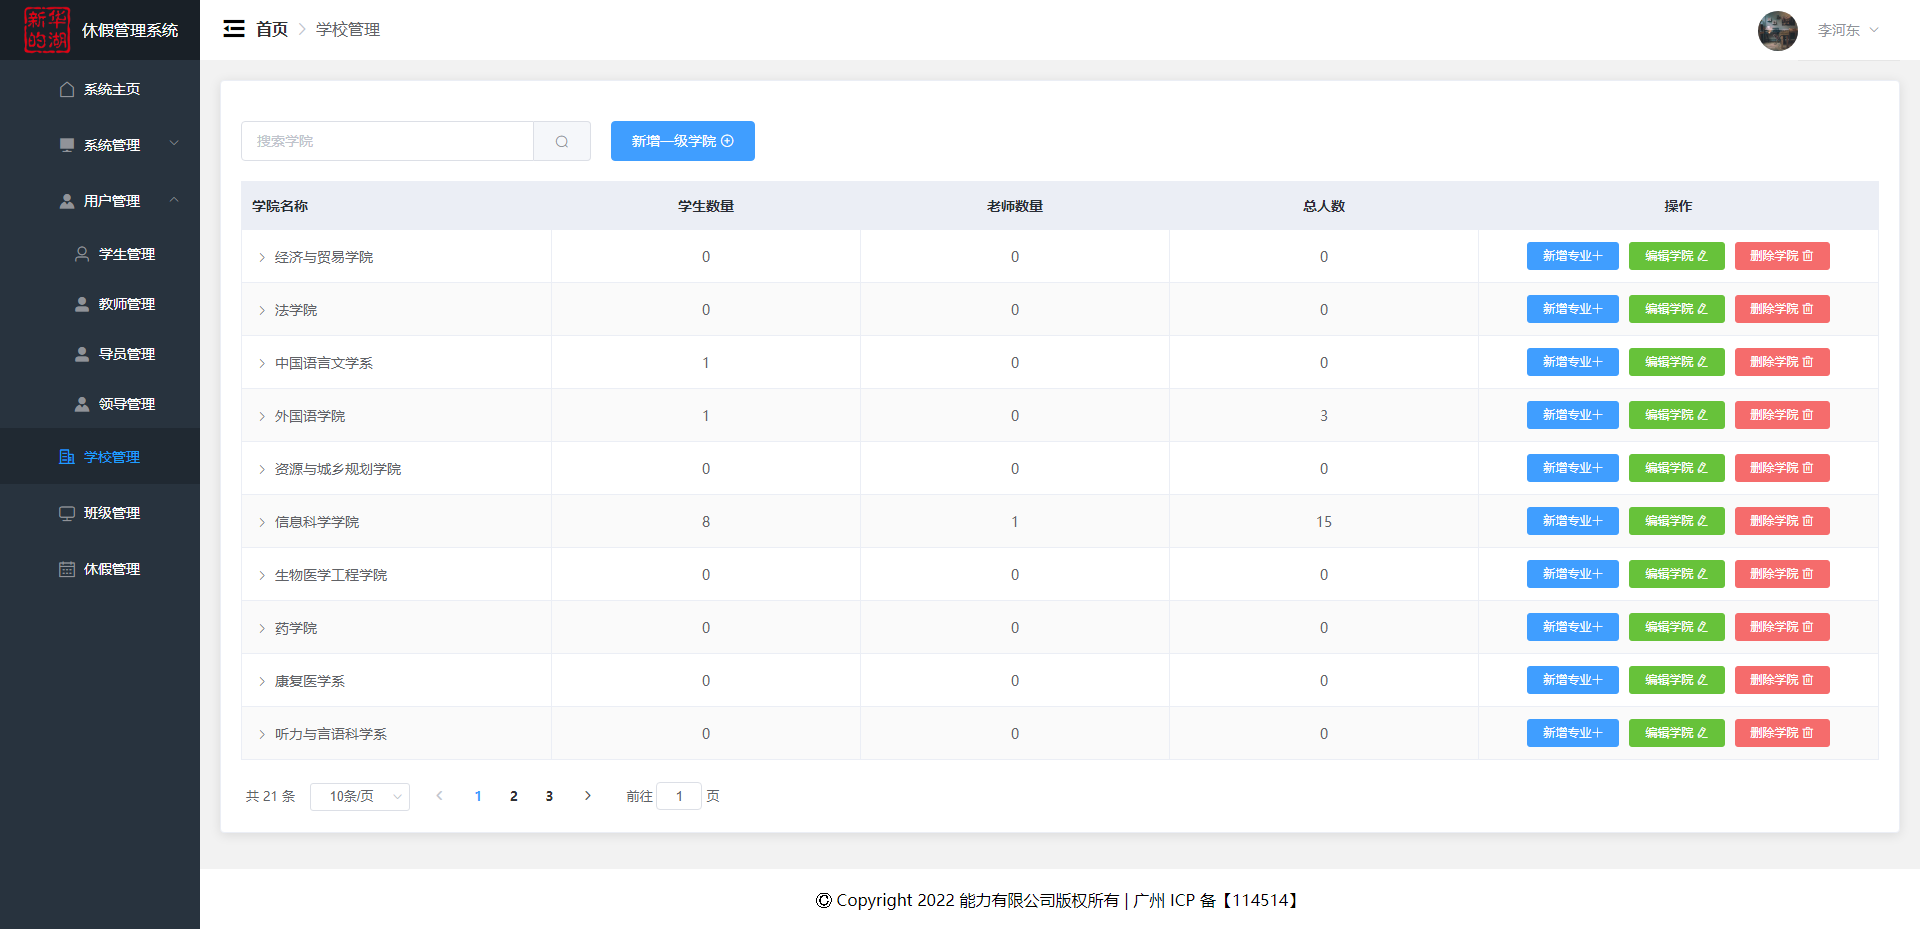 新华
的湖
休假管理系统
首页
学校管理
李河东
系统主页
系统管理
用户管理
学生管理
教师管理
导员管理
领导管理
学校管理
班级管理
休假管理
搜索学院
新增一级学院
学院名称 学生数量 老师数量 总人数 操作
经济与贸易学院 0 0 0 新增专业 编辑学院 删除学院
法学院 0 0 0 新增专业 编辑学院 删除学院
中国语言文学系 1 0 0 新增专业 编辑学院 删除学院
外国语学院 1 0 3 新增专业 编辑学院 删除学院
资源与城乡规划学院 0 0 0 新增专业 编辑学院 删除学院
信息科学学院 8 1 15 新增专业 编辑学院 删除学院
生物医学工程学院 0 0 0 新增专业 编辑学院 删除学院
药学院 0 0 0 新增专业 编辑学院 删除学院
康复医学系 0 0 0 新增专业 编辑学院 删除学院
听力与言语科学系 0 0 0 新增专业 编辑学院 删除学院
共 21 条 10条/页 1 2 3 前往 1 页
© Copyright 2022 能力有限公司版权所有 | 广州 ICP 备【114514】